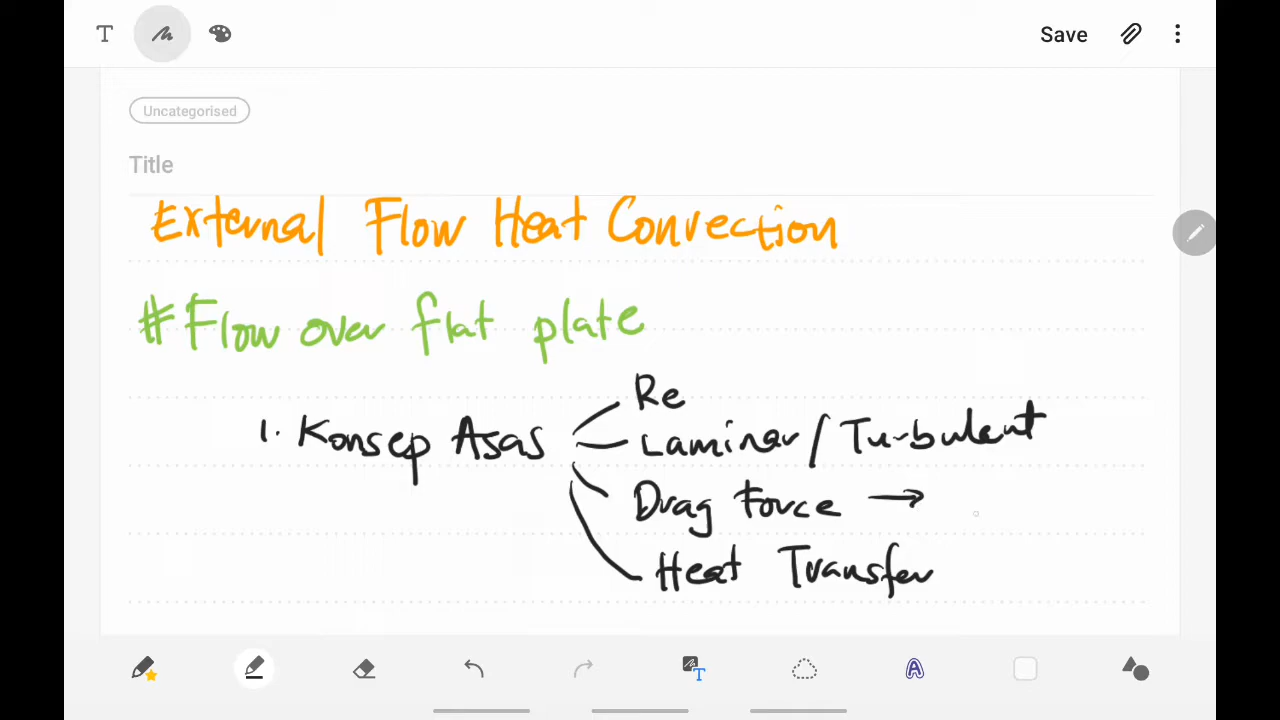 T
Save
Uncategorised
Title
External Flow Heat Convection
#Flow over flat plate
1. Konsep Asas
Re
Laminar / Turbulent
Drag Force →
Heat Transfer
T
A